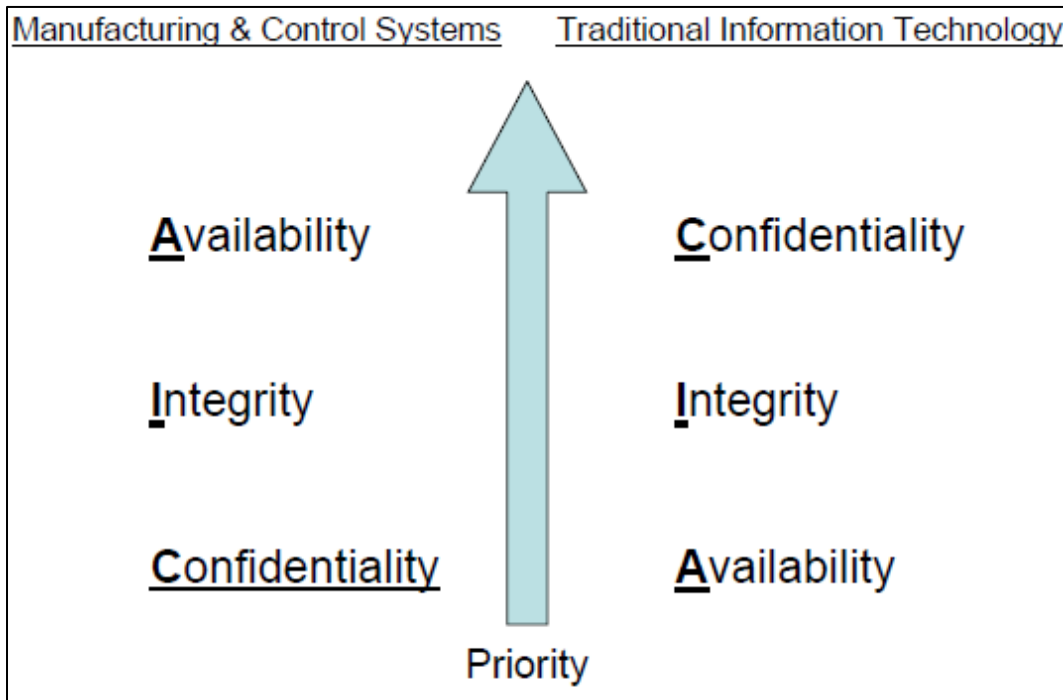 Manufacturing & Control Systems Traditional Information Technology
Availability Confidentiality
Integrity Integrity
Confidentiality Availability
Priority